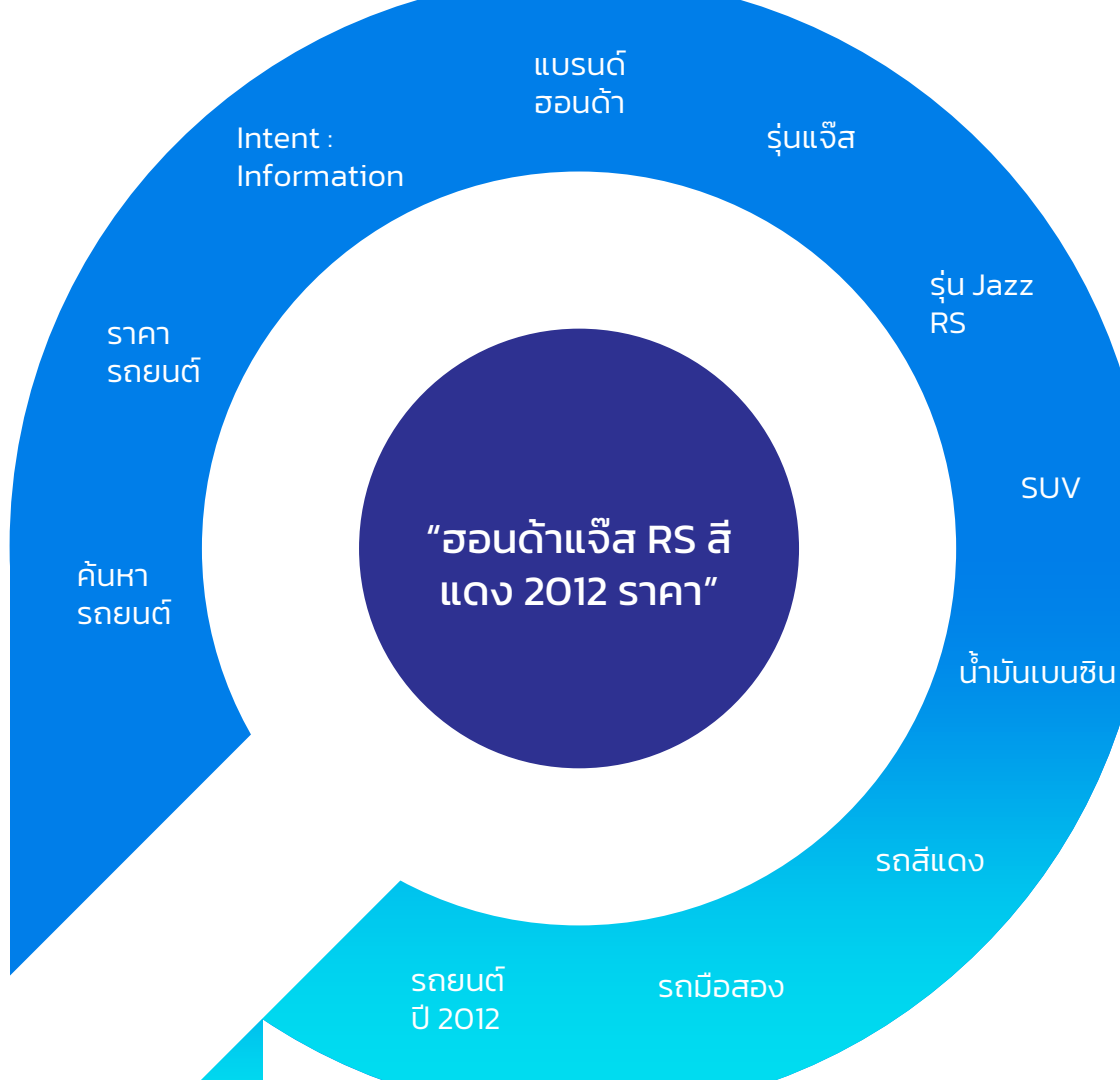 แบรนด์
ฮอนด้า
Intent :
Information
รุ่นแจ๊ส
รุ่น Jazz
RS
ราคา
รถยนต์
SUV
“ฮอนด้าแจ๊ส RS สี
แดง 2012 ราคา”
ค้นหา
รถยนต์
น้ำมันเบนซิน
รถสีแดง
รถยนต์
ปี 2012
รถมือสอง